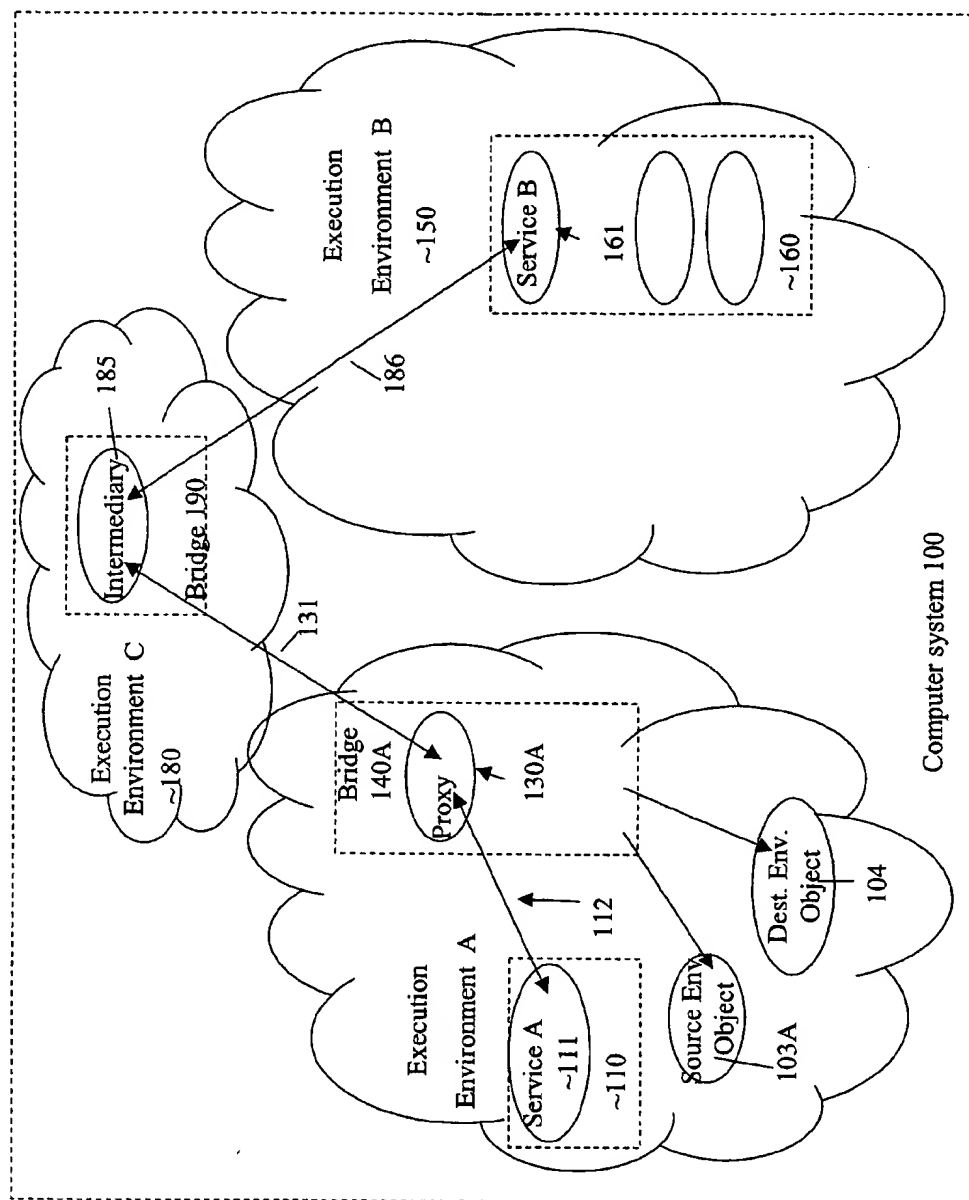 Execution
Environment C
~180
Intermediary
185
Bridge 190
131
186
Execution
Environment B
~150
Service B
161
~160
Execution
Environment A
Bridge
140A
Proxy
130A
112
Service A
~111
~110
Source Env
Object
103A
Dest. Env.
Object
104
Computer system 100